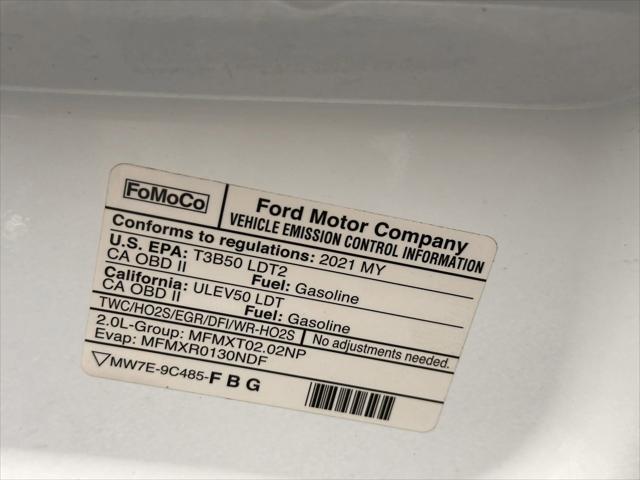 FoMoCo
Ford Motor Company
VEHICLE EMISSION CONTROL INFORMATION
Conforms to regulations: 2021 MY
U.S. EPA: T3B50 LDT2
CA OBD II Fuel: Gasoline
California: ULEV50 LDT
CA OBD II Fuel: Gasoline
TWC/HO2S/EGR/DFI/WR-HO2S
No adjustments needed.
2.0L-Group: MFMXT02.02NP
Evap: MFMXR0130NDF
MW7E-9C485-FBG